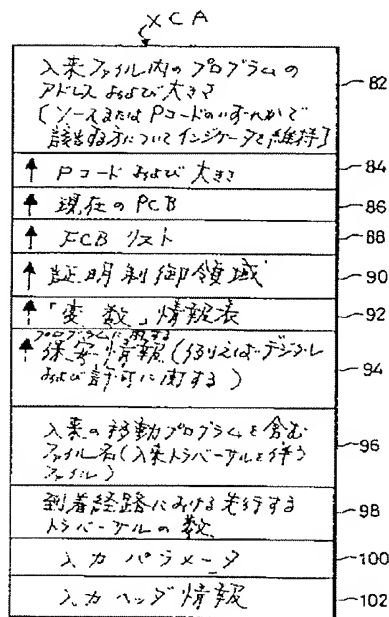 XCA
入来ファイル内のプログラムの
アドレスおよび大きさ
(ソースまたはPコードのいずれかで
該当する方についてインジケータを維持)
82
↑ Pコードおよび大きさ
84
↑ 現在のPCB
86
↑ FCBリスト
88
↑ 証明制御領域
90
↑ 「変数」情報表
92
プログラムに関する
↑ 保安情報(例えばデジタル
および許可に関する)
94
入来の移動プログラムを含む
ファイル名(入来トラバーサルを伴う
ファイル)
96
到着経路における先行する
トラバーサルの数
98
入力パラメータ
100
入力ヘッダ情報
102